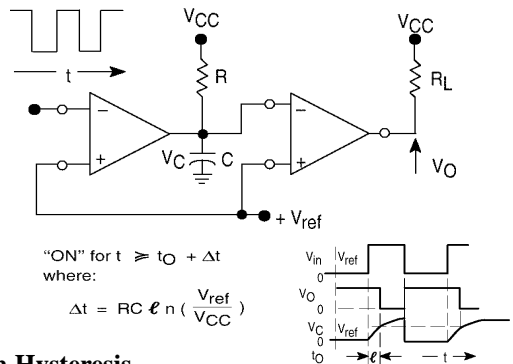 VCC
VCC
t
R
RL
−
+
VC
C
−
+
VO
+ Vref
"ON" for t ≥ tO + Δt
where:
Δt = RC ℓn ( Vref / VCC )
Vin
Vref
0
VO
0
VC
Vref
0
tO
ℓ
t